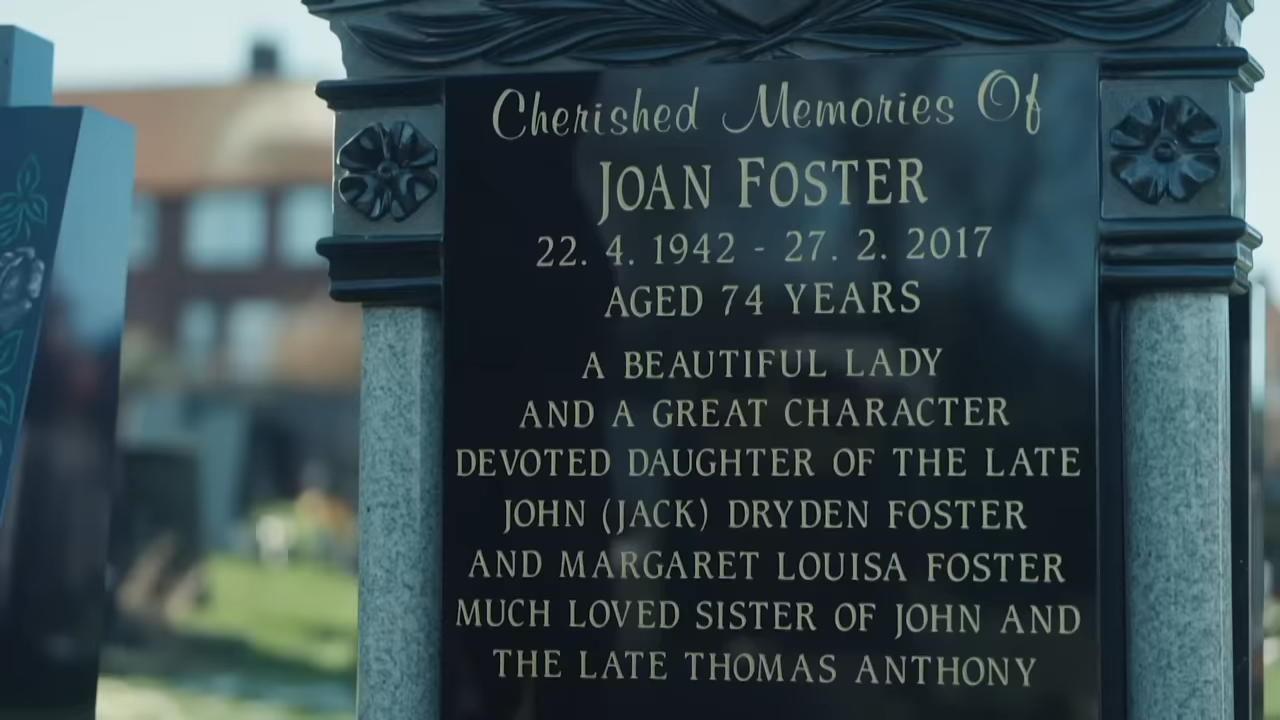 Cherished Memories Of
JOAN FOSTER
22. 4. 1942 - 27. 2. 2017
AGED 74 YEARS
A BEAUTIFUL LADY
AND A GREAT CHARACTER
DEVOTED DAUGHTER OF THE LATE
JOHN (JACK) DRYDEN FOSTER
AND MARGARET LOUISA FOSTER
MUCH LOVED SISTER OF JOHN AND
THE LATE THOMAS ANTHONY